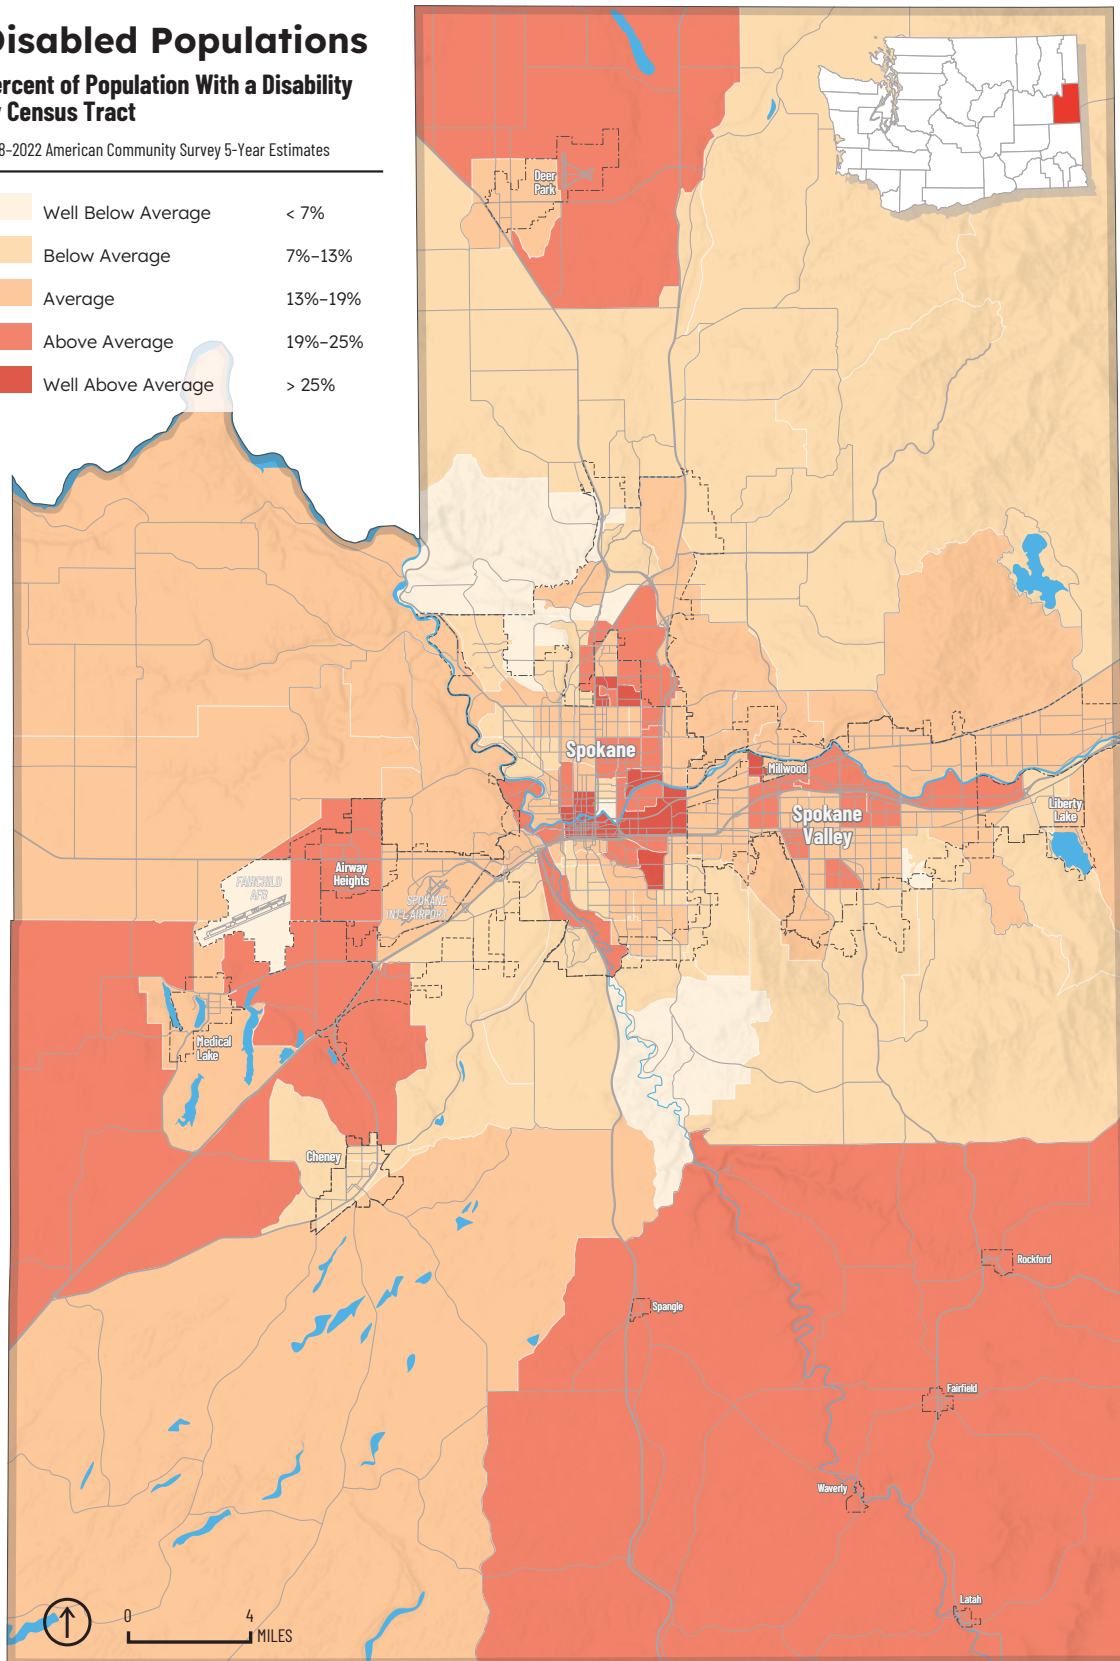 isabled Populations
ercent of Population With a Disability
Census Tract
8–2022 American Community Survey 5-Year Estimates
Well Below Average < 7%
Below Average 7%–13%
Average 13%–19%
Above Average 19%–25%
Well Above Average > 25%
Deer
Park
Spokane
Millwood
Spokane
Valley
Liberty
Lake
Airway
Heights
FAIRCHILD
AFB
SPOKANE
INT'L AIRPORT
Medical
Lake
Cheney
Rockford
Spangle
Fairfield
Waverly
Latah
0 4
MILES